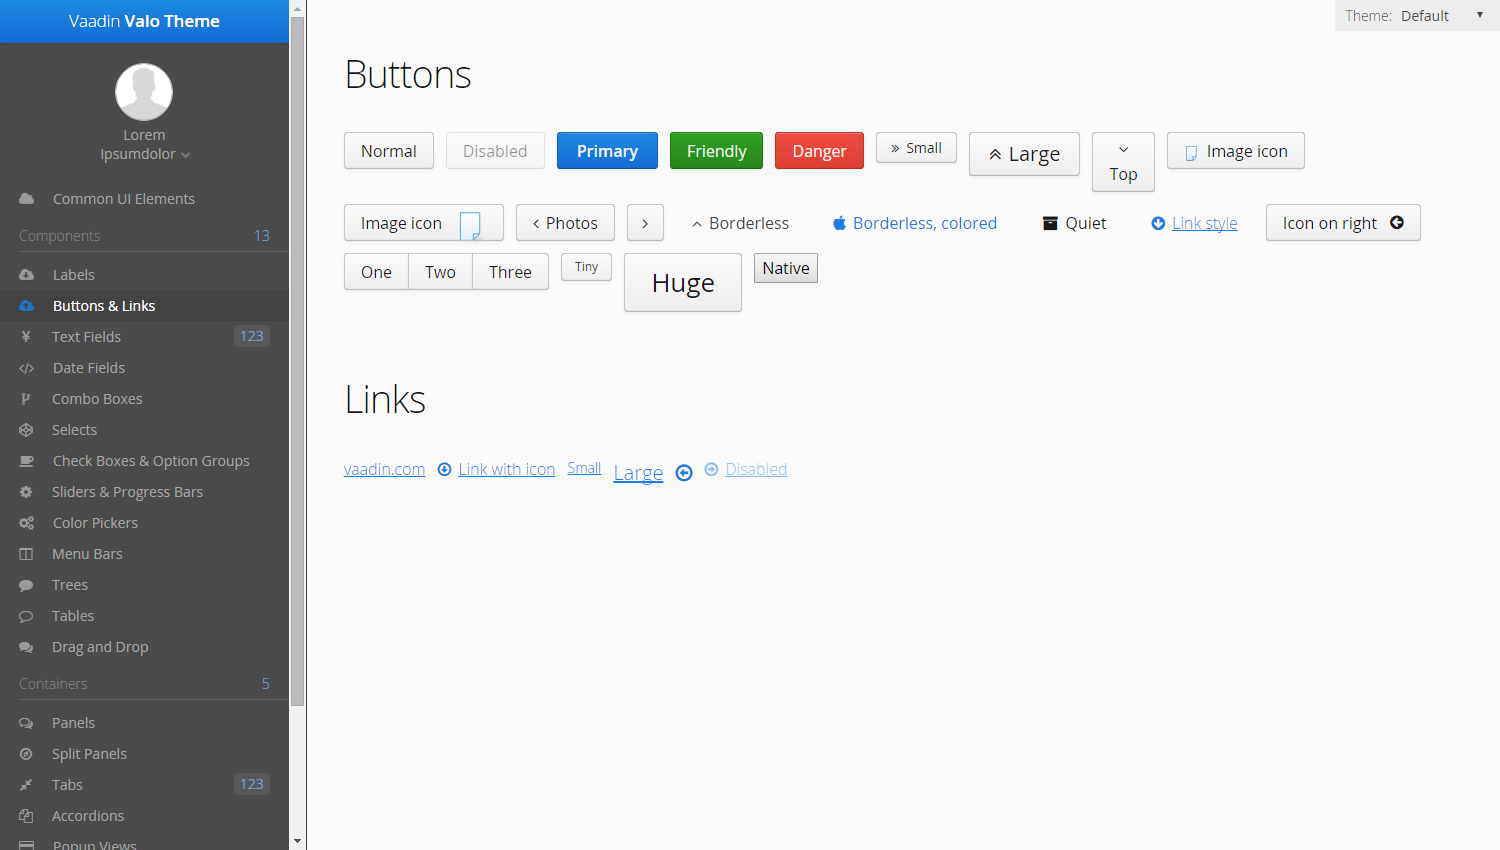 Vaadin Valo Theme
Lorem
Ipsumdolor
Common UI Elements
Components 13
Labels
Buttons & Links
Text Fields 123
Date Fields
Combo Boxes
Selects
Check Boxes & Option Groups
Sliders & Progress Bars
Color Pickers
Menu Bars
Trees
Tables
Drag and Drop
Containers 5
Panels
Split Panels
Tabs 123
Accordions
Popup Views
Theme: Default
Buttons
Normal Disabled Primary Friendly Danger Small Large Top Image icon
Image icon Photos Borderless Borderless, colored Quiet Link style Icon on right
One Two Three Tiny Huge Native
Links
vaadin.com Link with icon Small Large Disabled